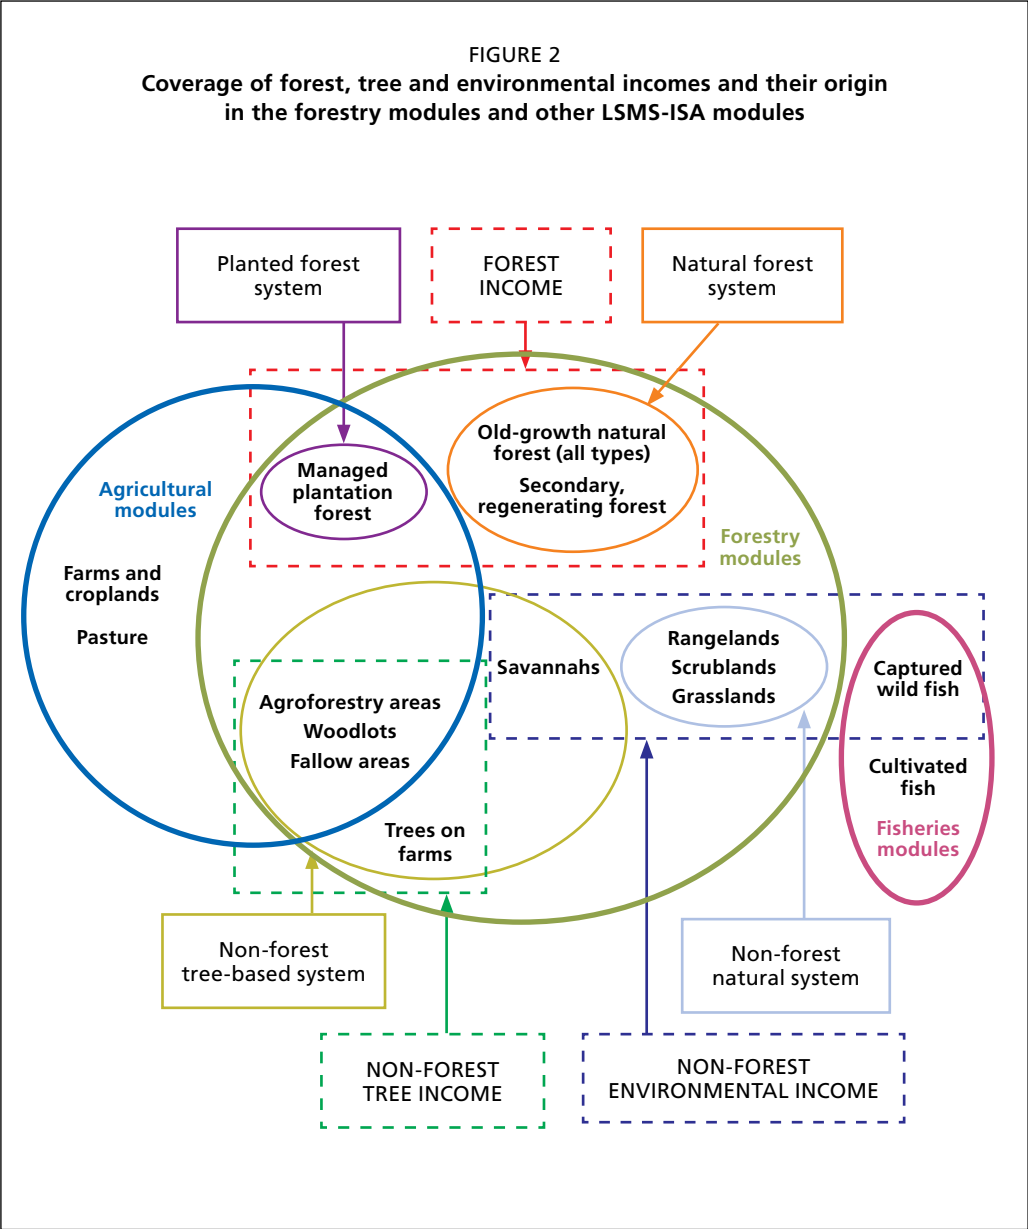 FIGURE 2
Coverage of forest, tree and environmental incomes and their origin
in the forestry modules and other LSMS-ISA modules
Planted forest
system
FOREST
INCOME
Natural forest
system
Old-growth natural
forest (all types)
Secondary,
regenerating forest
Managed
plantation
forest
Agricultural
modules
Forestry
modules
Farms and
croplands
Pasture
Savannahs
Rangelands
Scrublands
Grasslands
Captured
wild fish
Agroforestry areas
Woodlots
Fallow areas
Cultivated
fish
Trees on
farms
Fisheries
modules
Non-forest
tree-based system
Non-forest
natural system
NON-FOREST
TREE INCOME
NON-FOREST
ENVIRONMENTAL INCOME